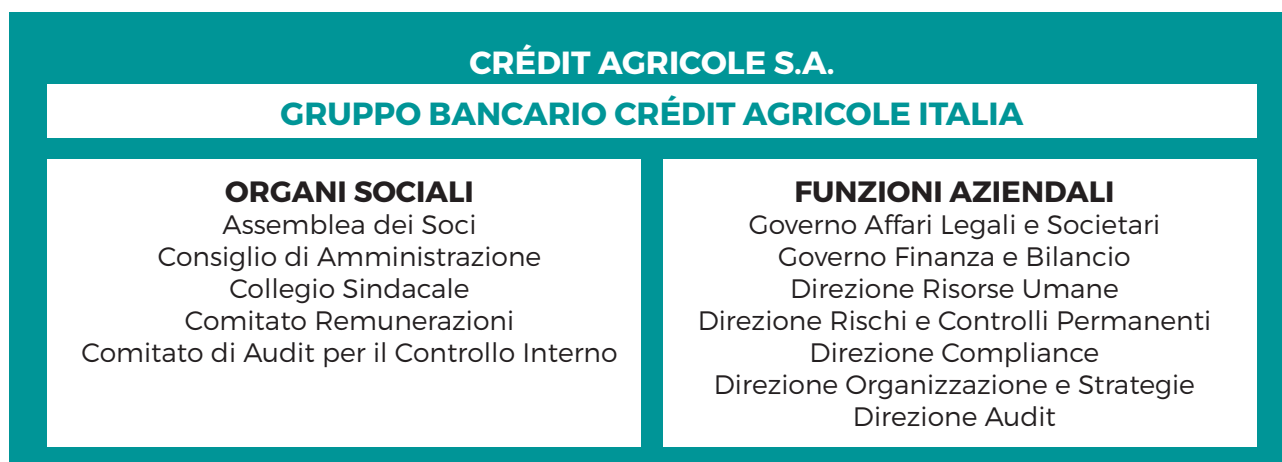 CRÉDIT AGRICOLE S.A.
GRUPPO BANCARIO CRÉDIT AGRICOLE ITALIA
ORGANI SOCIALI
Assemblea dei Soci
Consiglio di Amministrazione
Collegio Sindacale
Comitato Remunerazioni
Comitato di Audit per il Controllo Interno
FUNZIONI AZIENDALI
Governo Affari Legali e Societari
Governo Finanza e Bilancio
Direzione Risorse Umane
Direzione Rischi e Controlli Permanenti
Direzione Compliance
Direzione Organizzazione e Strategie
Direzione Audit